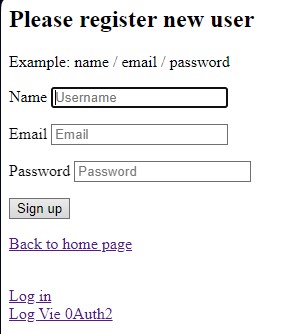 Please register new user
Example: name / email / password
Name Username
Email Email
Password Password
Sign up
Back to home page
Log in
Log Vie 0Auth2